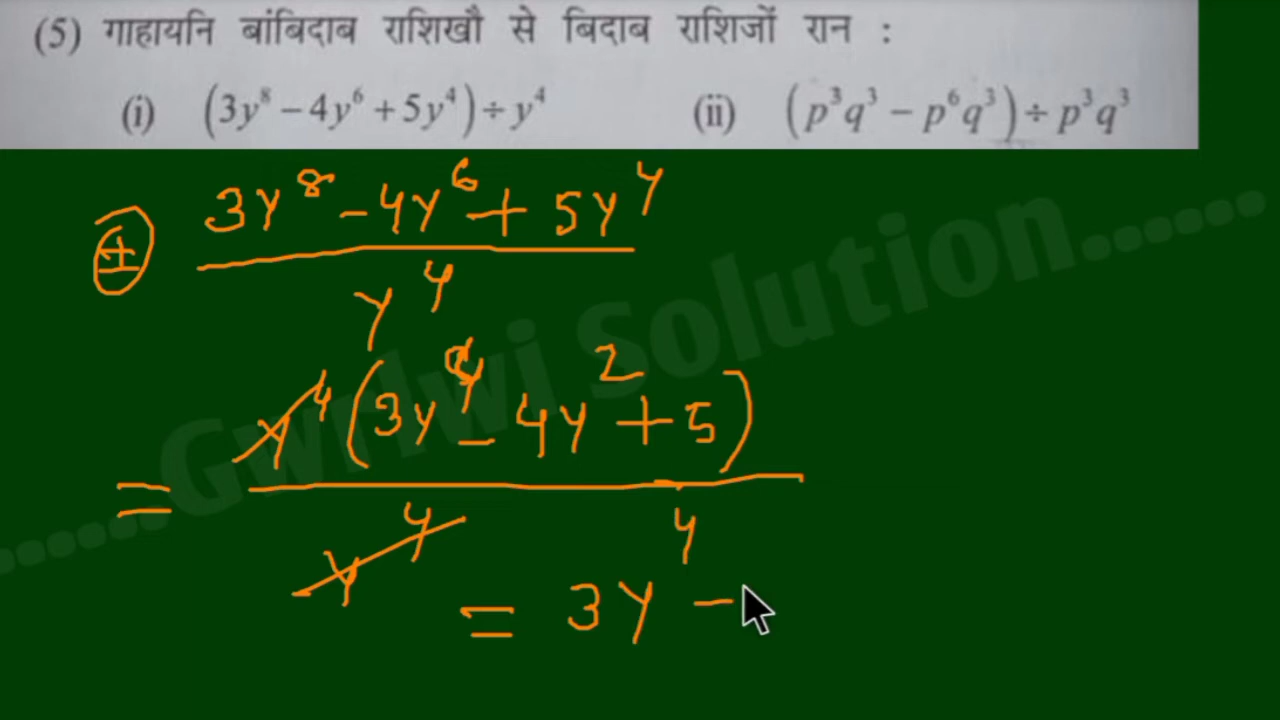 (5) गाहायनि बांबिदाब राशिखौ से बिदाब राशिजों रान :
(i) (3y⁸ − 4y⁶ + 5y⁴) ÷ y⁴ (ii) (p³q³ − p⁶q³) ÷ p³q³
I 3y⁸ − 4y⁶ + 5y⁴
y⁴
= y⁴(3y⁴ − 4y² + 5)
y⁴
= 3y⁴ −
......Gwrlwi Solution......